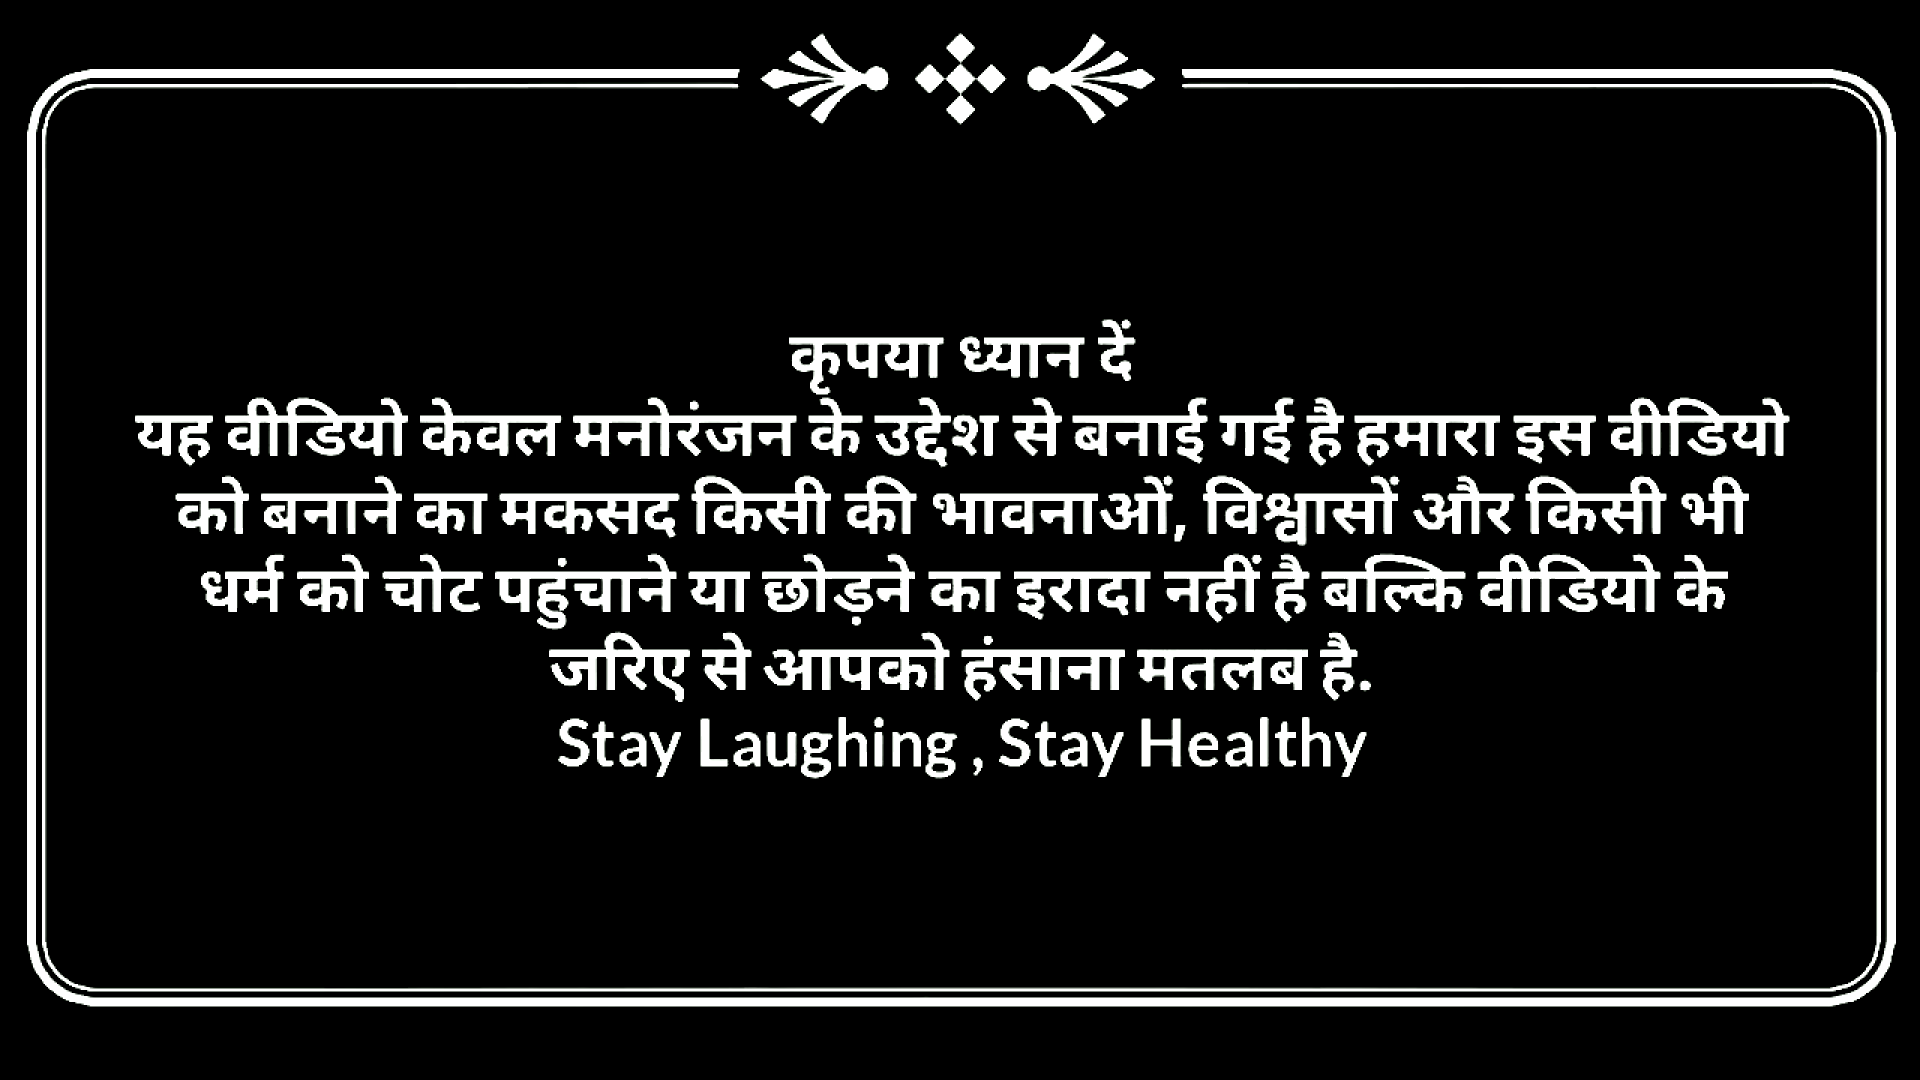 कृपया ध्यान दें
यह वीडियो केवल मनोरंजन के उद्देश से बनाई गई है हमारा इस वीडियो
को बनाने का मकसद किसी की भावनाओं, विश्वासों और किसी भी
धर्म को चोट पहुंचाने या छोड़ने का इरादा नहीं है बल्कि वीडियो के
जरिए से आपको हंसाना मतलब है.
Stay Laughing , Stay Healthy